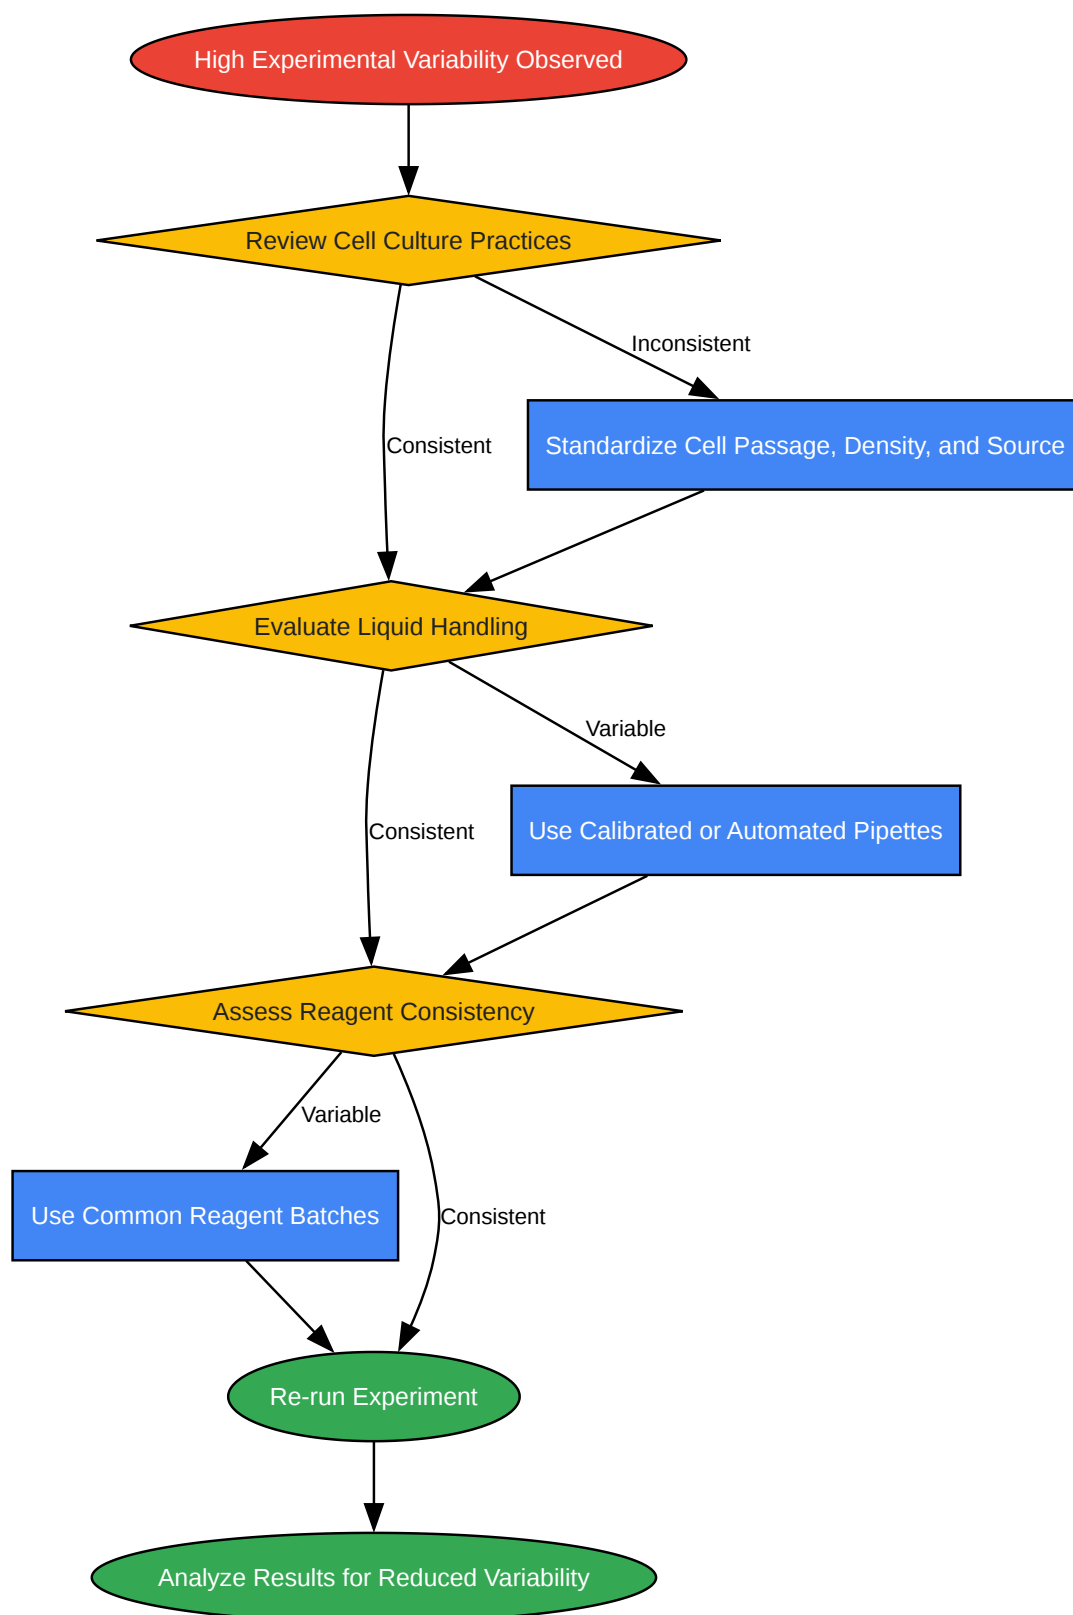 High Experimental Variability Observed
Review Cell Culture Practices
Inconsistent
Consistent
Standardize Cell Passage, Density, and Source
Evaluate Liquid Handling
Variable
Consistent
Use Calibrated or Automated Pipettes
Assess Reagent Consistency
Variable
Use Common Reagent Batches
Consistent
Re-run Experiment
Analyze Results for Reduced Variability